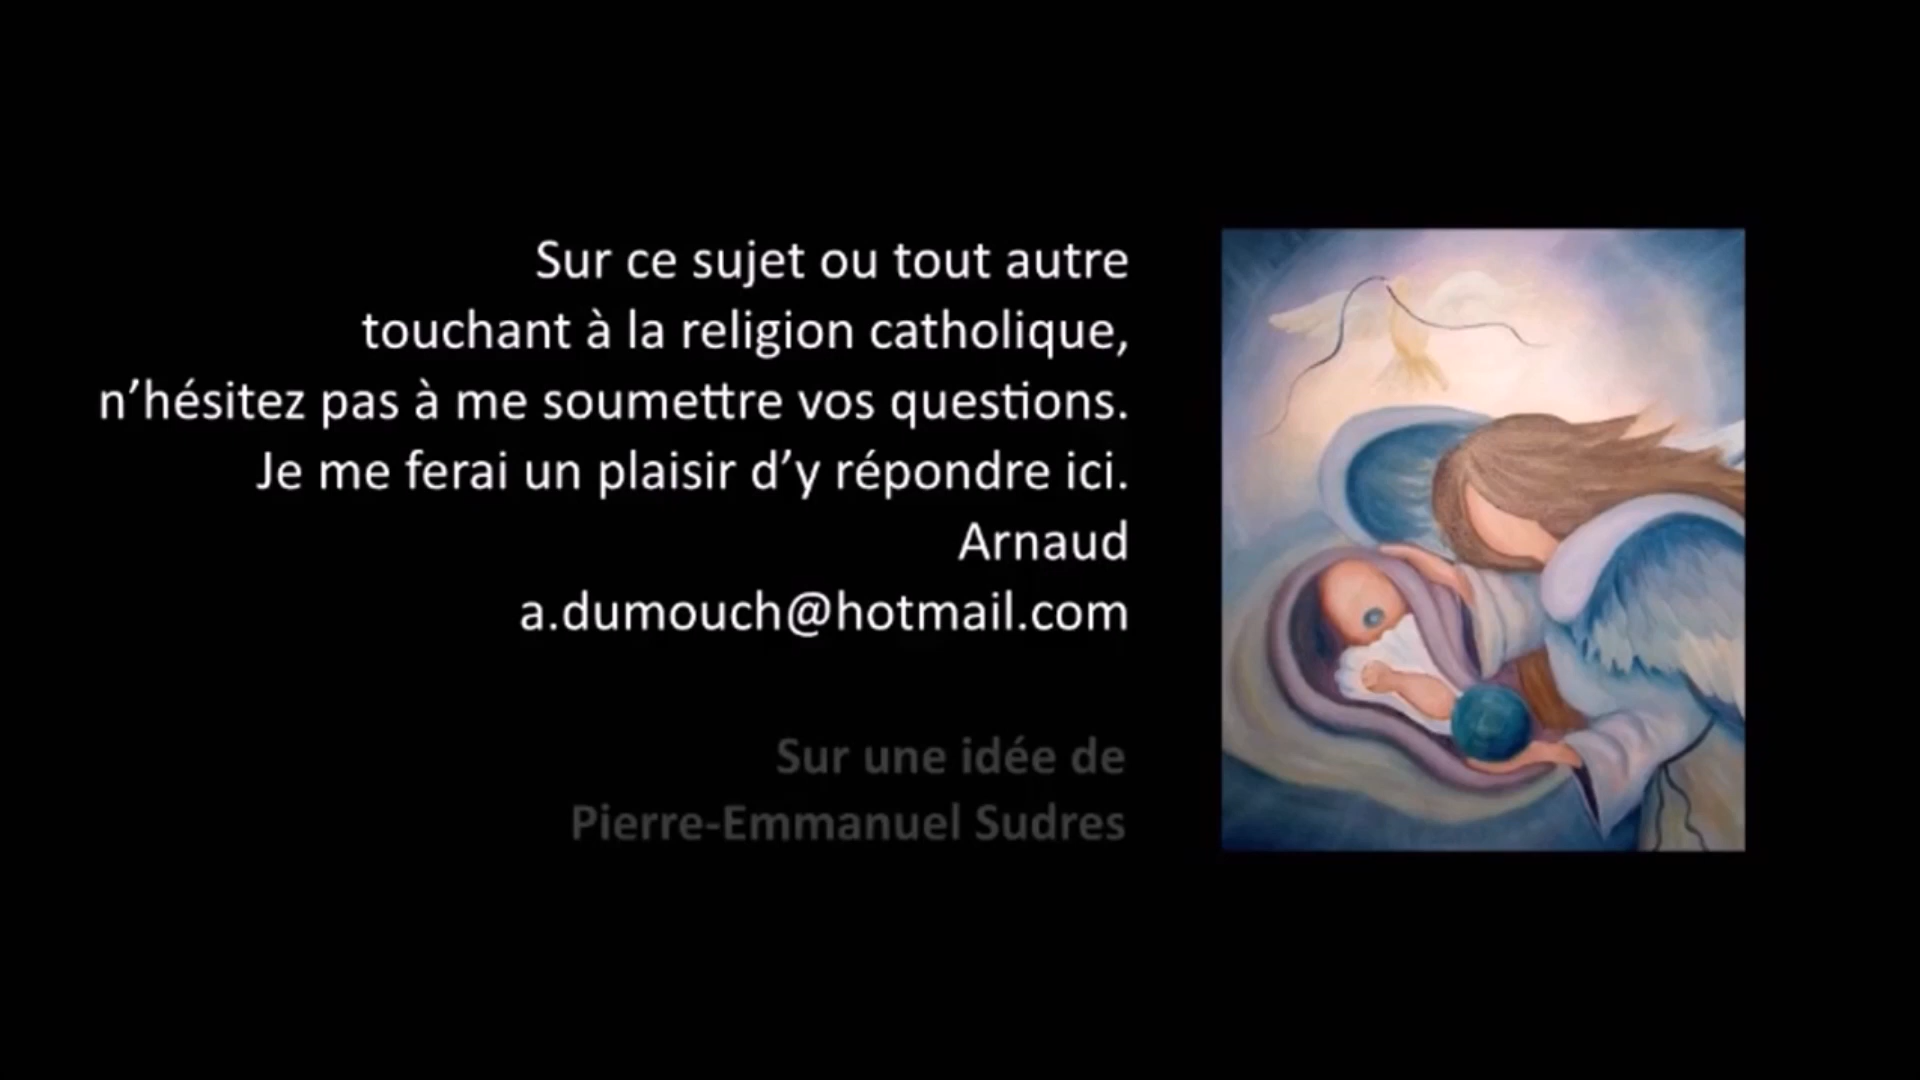 Sur ce sujet ou tout autre
touchant à la religion catholique,
n’hésitez pas à me soumettre vos questions.
Je me ferai un plaisir d’y répondre ici.
Arnaud
a.dumouch@hotmail.com
Sur une idée de
Pierre-Emmanuel Sudres